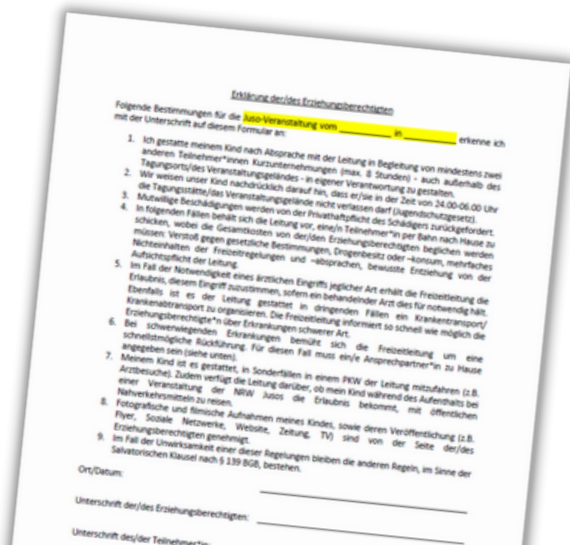 Erklärung der/des Erziehungsberechtigten
Folgende Bestimmungen für die Juso-Veranstaltung vom __________ in __________ erkenne ich
mit der Unterschrift auf diesem Formular an:
1. Ich gestatte meinem Kind nach Absprache mit der Leitung in Begleitung von mindestens zwei
anderen Teilnehmer*innen Kurzunternehmungen (max. 8 Stunden) - auch außerhalb des
Tagungsorts/des Veranstaltungsgeländes - in eigener Verantwortung zu gestalten.
2. Wir weisen unser Kind nachdrücklich darauf hin, dass er/sie in der Zeit von 24.00-06.00 Uhr
die Tagungsstätte/das Veranstaltungsgelände nicht verlassen darf (Jugendschutzgesetz).
3. Mutwillige Beschädigungen werden von der Privathaftpflicht des Schädigers zurückgefordert.
4. In folgenden Fällen behält sich die Leitung vor, eine/n Teilnehmer*in per Bahn nach Hause zu
schicken, wobei die Gesamtkosten von der/den Erziehungsberechtigten beglichen werden
müssen: Verstoß gegen gesetzliche Bestimmungen, Drogenbesitz oder –konsum, mehrfaches
Nichteinhalten der Freizeitregelungen und –absprachen, bewusste Entziehung von der
Aufsichtspflicht der Leitung.
5. Im Fall der Notwendigkeit eines ärztlichen Eingriffs jeglicher Art erhält die Freizeitleitung die
Erlaubnis, diesem Eingriff zuzustimmen, sofern ein behandelnder Arzt dies für notwendig hält.
Ebenfalls ist es der Leitung gestattet in dringenden Fällen ein Krankentransport/
Krankenabtransport zu organisieren. Die Freizeitleitung informiert so schnell wie möglich die
Erziehungsberechtigte*n über Erkrankungen schwerer Art.
6. Bei schwerwiegenden Erkrankungen bemüht sich die Freizeitleitung um eine
schnellstmögliche Rückführung. Für diesen Fall muss ein/e Ansprechpartner*in zu Hause
angegeben sein (siehe unten).
7. Meinem Kind ist es gestattet, in Sonderfällen in einem PKW der Leitung mitzufahren (z.B.
Arztbesuche). Zudem verfügt die Leitung darüber, ob mein Kind während des Aufenthalts bei
einer Veranstaltung der NRW Jusos die Erlaubnis bekommt, mit öffentlichen
Nahverkehrsmitteln zu reisen.
8. Fotografische und filmische Aufnahmen meines Kindes, sowie deren Veröffentlichung (z.B.
Flyer, Soziale Netzwerke, Website, Zeitung, TV) sind von der Seite der/des
Erziehungsberechtigten genehmigt.
9. Im Fall der Unwirksamkeit einer dieser Regelungen bleiben die anderen Regeln, im Sinne der
Salvatorischen Klausel nach § 139 BGB, bestehen.
Ort/Datum:
Unterschrift der/des Erziehungsberechtigten:
Unterschrift des/der